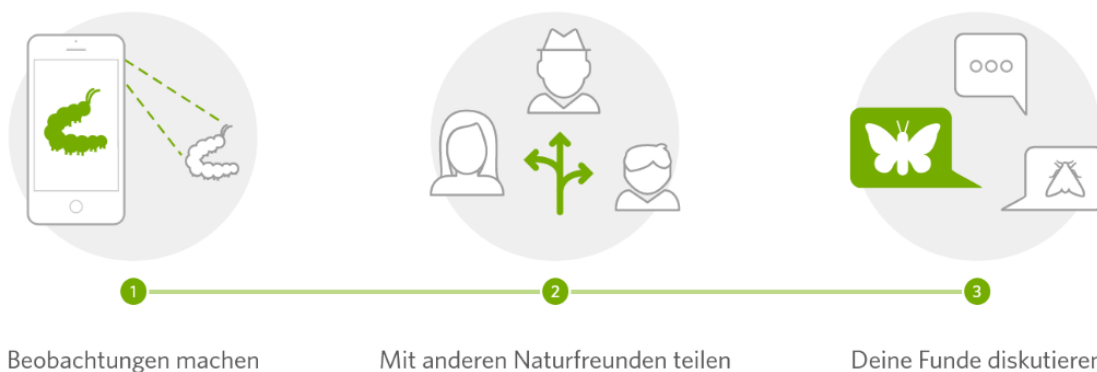 1
2
3
Beobachtungen machen
Mit anderen Naturfreunden teilen
Deine Funde diskutieren